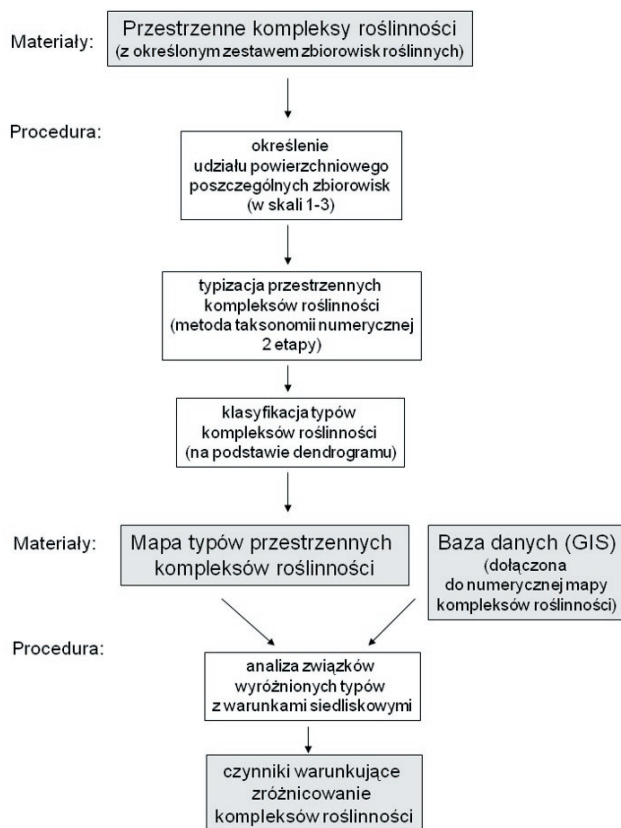 Materiały:
Przestrzenne kompleksy roślinności
(z określonym zestawem zbiorowisk roślinnych)
Procedura:
określenie
udziału powierzchniowego
poszczególnych zbiorowisk
(w skali 1-3)
typizacja przestrzennych
kompleksów roślinności
(metoda taksonomii numerycznej
2 etapy)
klasyfikacja typów
kompleksów roślinności
(na podstawie dendrogramu)
Materiały:
Mapa typów przestrzennych
kompleksów roślinności
Baza danych (GIS)
(dołączona
do numerycznej mapy
kompleksów roślinności)
Procedura:
analiza związków
wyróżnionych typów
z warunkami siedliskowymi
czynniki warunkujące
zróżnicowanie
kompleksów roślinności